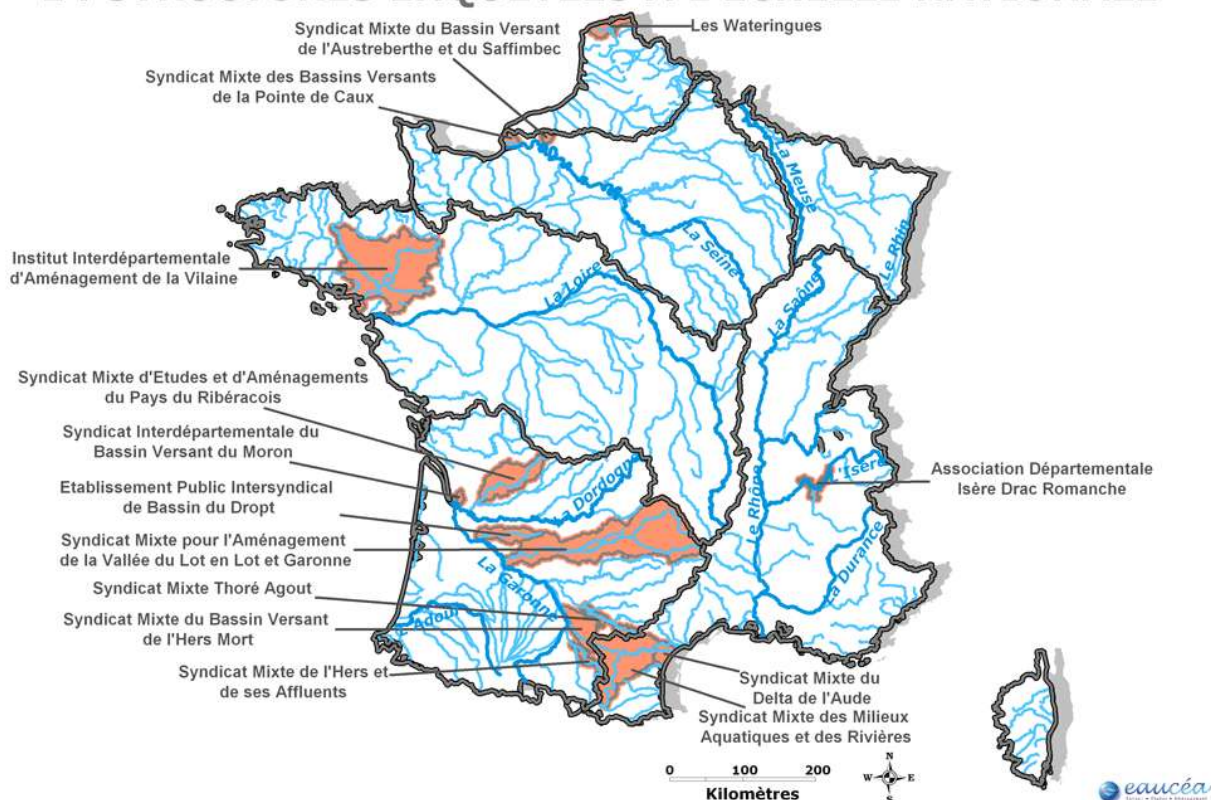 Syndicat Mixte du Bassin Versant
de l'Austreberthe et du Saffimbec
Les Wateringues
Syndicat Mixte des Bassins Versants
de la Pointe de Caux
La Meuse
Le Rhin
La Seine
Institut Interdépartementale
d'Aménagement de la Vilaine
La Loire
La Saône
Syndicat Mixte d'Etudes et d'Aménagements
du Pays du Ribéracois
Syndicat Interdépartementale du
Bassin Versant du Moron
Etablissement Public Intersyndical
de Bassin du Dropt
La Dordogne
L'Isère
Association Départementale
Isère Drac Romanche
Le Rhône
La Durance
Syndicat Mixte pour l'Aménagement
de la Vallée du Lot en Lot et Garonne
La Garonne
Syndicat Mixte Thoré Agout
L'Adour
Syndicat Mixte du Bassin Versant
de l'Hers Mort
Syndicat Mixte de l'Hers et
de ses Affluents
Syndicat Mixte du
Delta de l'Aude
Syndicat Mixte des Milieux
Aquatiques et des Rivières
0 100 200
Kilomètres
N
W E
S
eaucéa